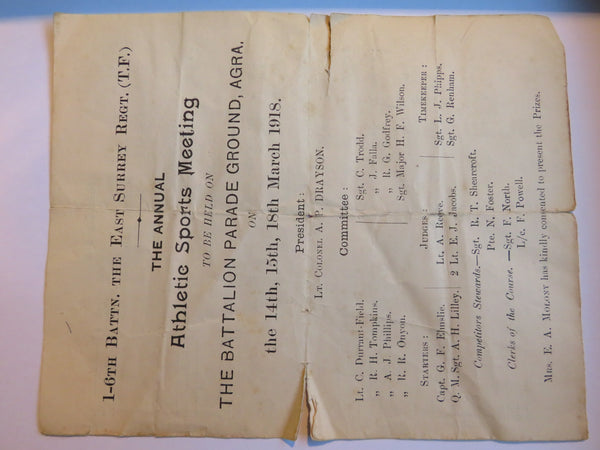 1-6TH BATTN. THE EAST SURREY REGT. (T.F.)
THE ANNUAL
Athletic Sports Meeting
TO BE HELD ON
THE BATTALION PARADE GROUND, AGRA,
ON
the 14th, 15th, 18th March 1918.
President:
LT. COLONEL A. P. DRAYSON.
Committee:
Lt. C. Durrant-Field. Sgt. C. Trodd.
„ R. H. Tompkins. „ J. Falla.
„ A. J. Phillips. „ R. G. Godfrey.
„ R. R. Onyon. Sgt. Major H. F. Wilson.
STARTERS: JUDGES: TIMEKEEPER:
Capt. G. F. Elmslie. Lt. A. Reeve. Sgt. L. J. Phipps.
Q. M. Sgt. A. H. Lilley. 2 Lt. E. J. Jacobs. Sgt. G. Renham.
Competitors Stewards,—Sgt. R. T. Shearcroft.
Pte. N. Foster.
Clerks of the Course.—Sgt. F. North.
L/c. F. Powell.
MRS. E. A. MOLONY has kindly consented to present the Prizes.